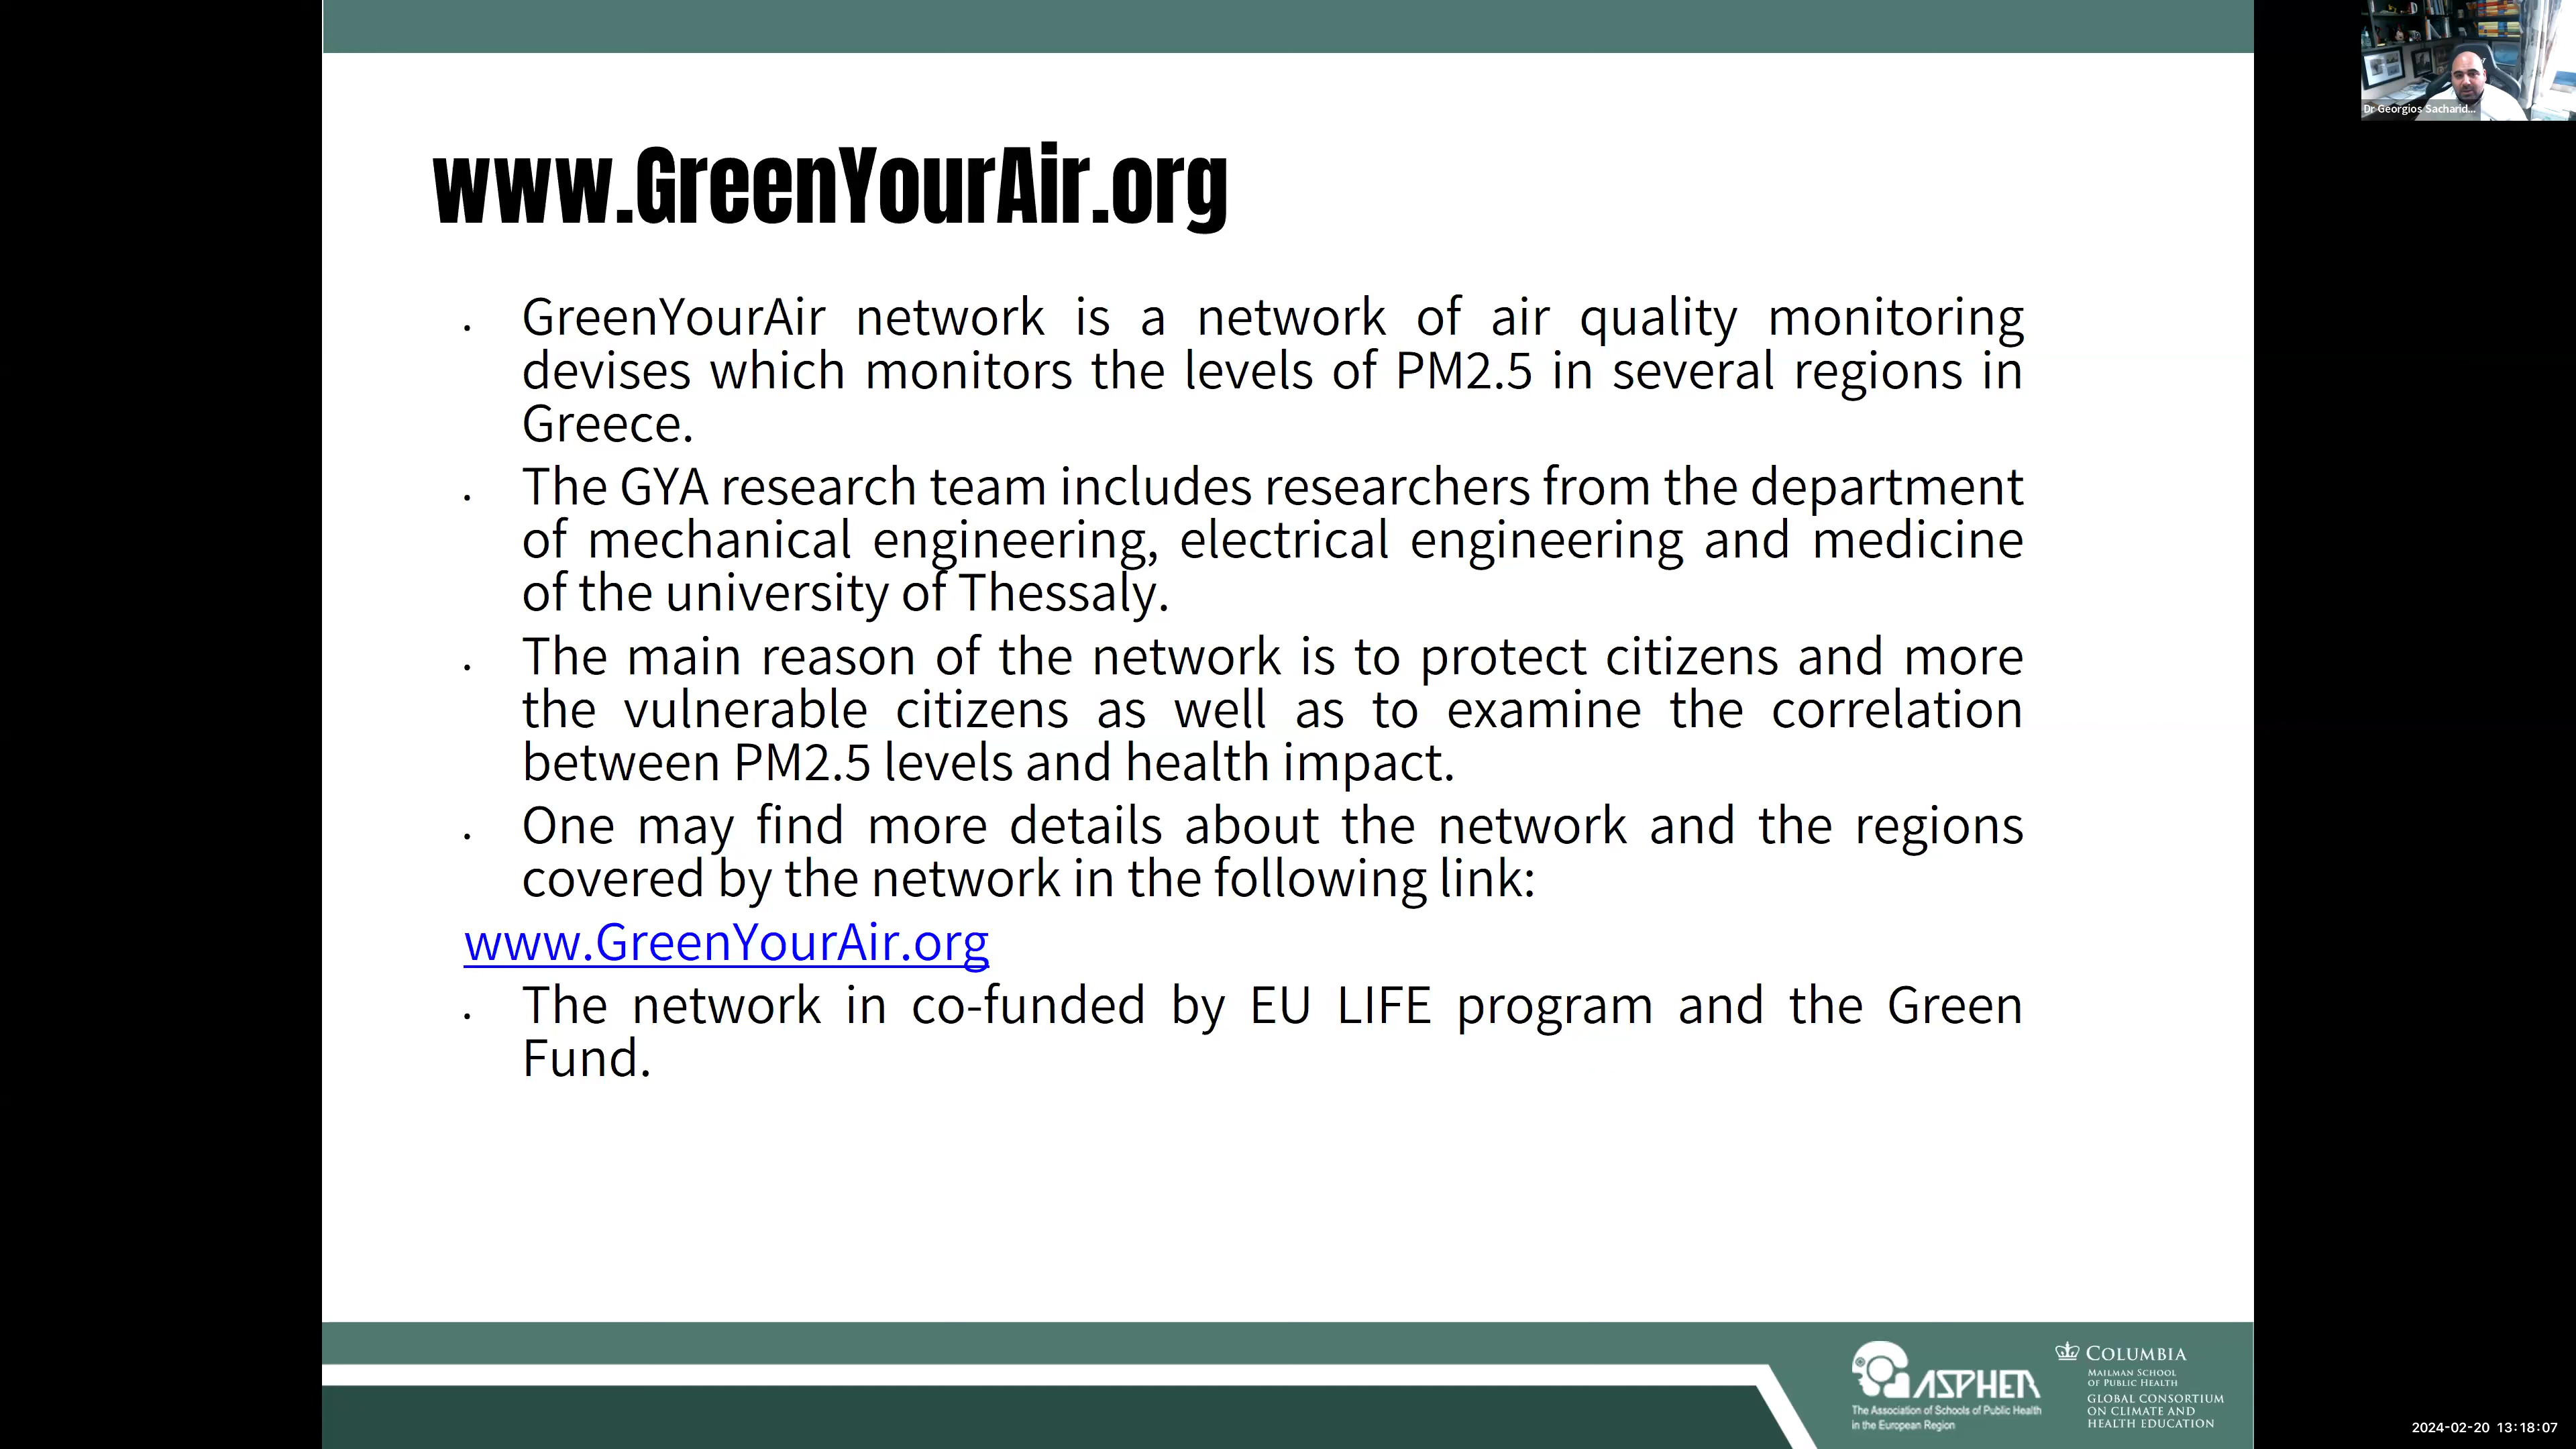 Dr Georgios Sacharid...
www.GreenYourAir.org
• GreenYourAir network is a network of air quality monitoring
devises which monitors the levels of PM2.5 in several regions in
Greece.
• The GYA research team includes researchers from the department
of mechanical engineering, electrical engineering and medicine
of the university of Thessaly.
• The main reason of the network is to protect citizens and more
the vulnerable citizens as well as to examine the correlation
between PM2.5 levels and health impact.
• One may find more details about the network and the regions
covered by the network in the following link:
www.GreenYourAir.org
• The network in co-funded by EU LIFE program and the Green
Fund.
ASPHER
The Association of Schools of Public Health
in the European Region
COLUMBIA
MAILMAN SCHOOL
OF PUBLIC HEALTH
GLOBAL CONSORTIUM
ON CLIMATE AND
HEALTH EDUCATION
2024-02-20 13:18:07